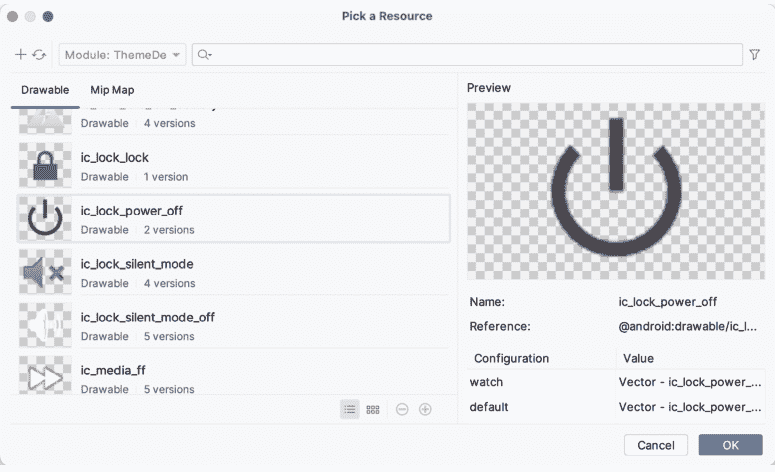 Pick a Resource
Module: ThemeDe
Drawable Mip Map
Drawable 4 versions
ic_lock_lock
Drawable 1 version
ic_lock_power_off
Drawable 2 versions
ic_lock_silent_mode
Drawable 4 versions
ic_lock_silent_mode_off
Drawable 5 versions
ic_media_ff
Drawable 5 versions
Preview
Name: ic_lock_power_off
Reference: @android:drawable/ic_l...
Configuration Value
watch Vector - ic_lock_power_...
default Vector - ic_lock_power_...
Cancel OK